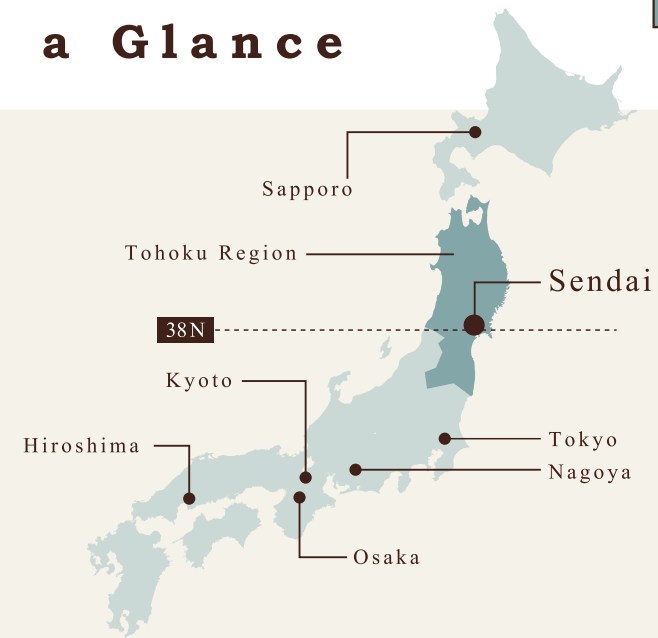 a Glance
Sapporo
Tohoku Region
Sendai
38N
Kyoto
Hiroshima
Tokyo
Nagoya
Osaka